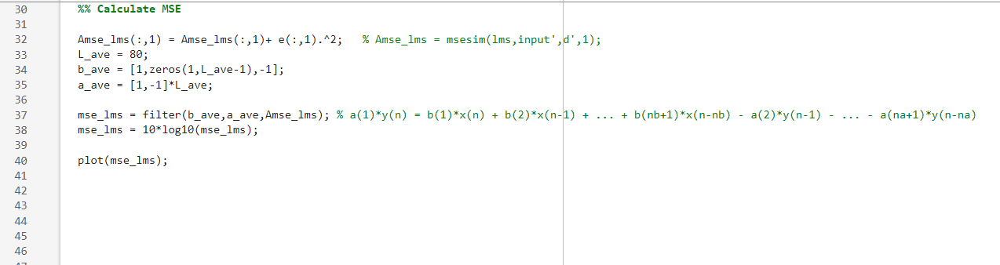 30 %% Calculate MSE
31
32 Amse_lms(:,1) = Amse_lms(:,1)+ e(:,1).^2; % Amse_lms = msesim(lms,input',d',1);
33 L_ave = 80;
34 b_ave = [1,zeros(1,L_ave-1),-1];
35 a_ave = [1,-1]*L_ave;
36
37 mse_lms = filter(b_ave,a_ave,Amse_lms); % a(1)*y(n) = b(1)*x(n) + b(2)*x(n-1) + ... + b(nb+1)*x(n-nb) - a(2)*y(n-1) - ... - a(na+1)*y(n-na)
38 mse_lms = 10*log10(mse_lms);
39
40 plot(mse_lms);
41
42
43
44
45
46